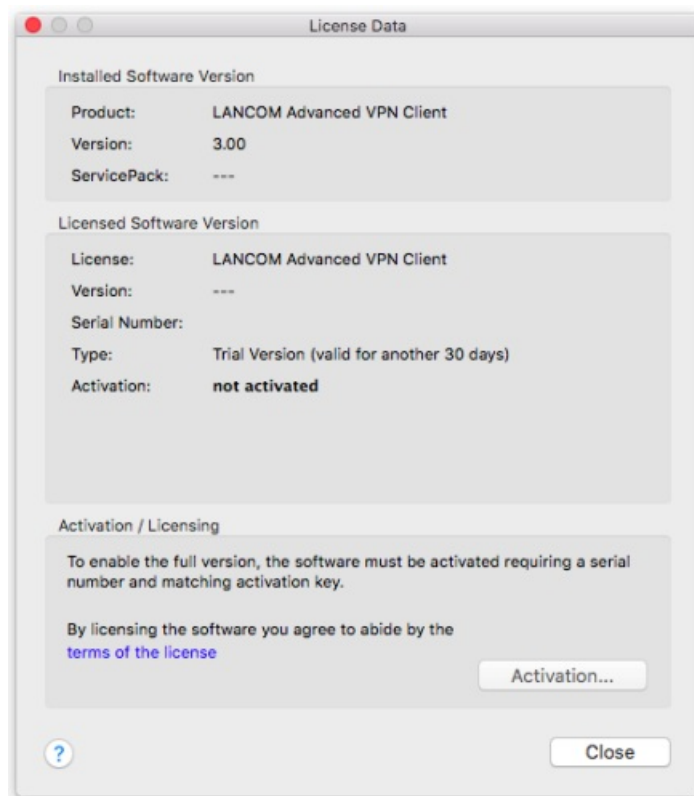 License Data
Installed Software Version
Product: LANCOM Advanced VPN Client
Version: 3.00
ServicePack: ---
Licensed Software Version
License: LANCOM Advanced VPN Client
Version: ---
Serial Number:
Type: Trial Version (valid for another 30 days)
Activation: not activated
Activation / Licensing
To enable the full version, the software must be activated requiring a serial
number and matching activation key.
By licensing the software you agree to abide by the
terms of the license
Activation...
?
Close